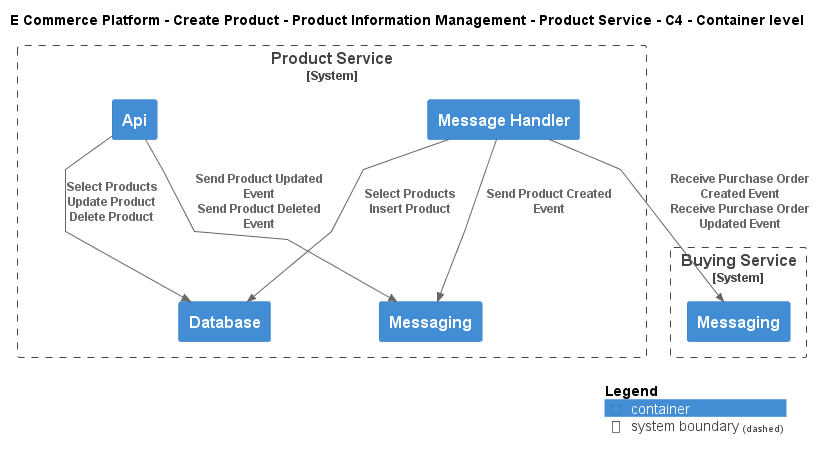 E Commerce Platform - Create Product - Product Information Management - Product Service - C4 - Container level
Product Service
[System]
Api
Message Handler
Select Products
Update Product
Delete Product
Send Product Updated
Event
Send Product Deleted
Event
Select Products
Insert Product
Send Product Created
Event
Receive Purchase Order
Created Event
Receive Purchase Order
Updated Event
Buying Service
[System]
Database
Messaging
Messaging
Legend
container
system boundary (dashed)